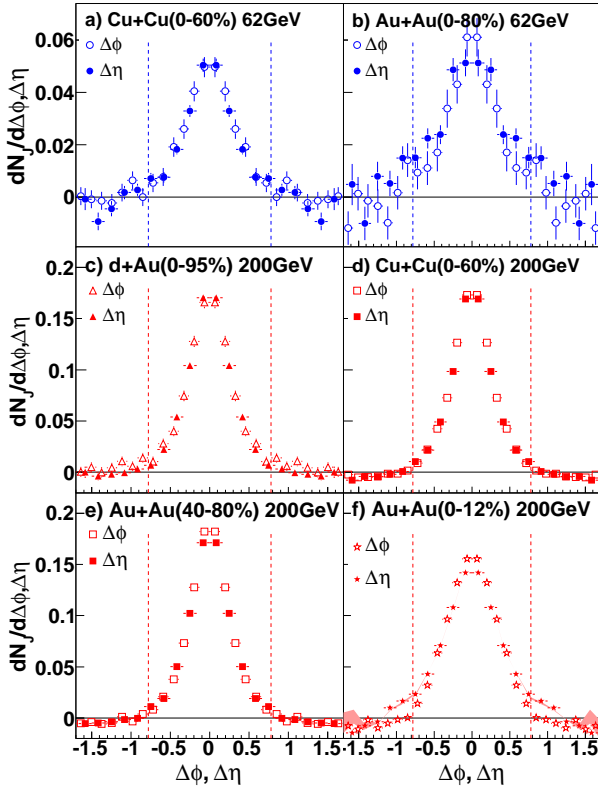 a) Cu+Cu(0-60%) 62GeV
b) Au+Au(0-80%) 62GeV
Δϕ
Δη
Δϕ
Δη
dN_J/dΔϕ,Δη
0.06
0.04
0.02
0
c) d+Au(0-95%) 200GeV
d) Cu+Cu(0-60%) 200GeV
Δϕ
Δη
Δϕ
Δη
dN_J/dΔϕ,Δη
0.2
0.15
0.1
0.05
0
e) Au+Au(40-80%) 200GeV
f) Au+Au(0-12%) 200GeV
Δϕ
Δη
Δϕ
Δη
dN_J/dΔϕ,Δη
0.2
0.15
0.1
0.05
0
-1.5 -1 -0.5 0 0.5 1 1.5 -1.5 -1 -0.5 0 0.5 1 1.5
Δϕ, Δη Δϕ, Δη